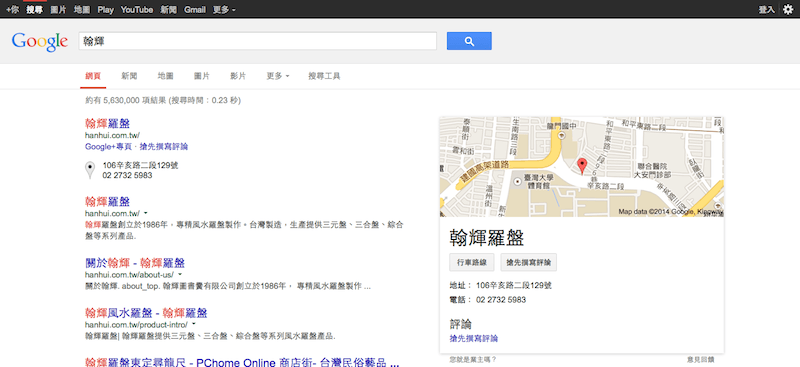 +你 搜尋 圖片 地圖 Play YouTube 新聞 Gmail 更多 登入
Google 翰輝
網頁 新聞 地圖 圖片 影片 更多 搜尋工具
約有 5,630,000 項結果 (搜尋時間：0.23 秒)
翰輝羅盤
hanhui.com.tw/
Google+專頁 · 搶先撰寫評論
106辛亥路二段129號
02 2732 5983
翰輝羅盤
hanhui.com.tw/
翰輝羅盤創立於1986年，專精風水羅盤製作。台灣製造，生產提供三元盤、三合盤、綜合
盤等系列產品.
關於翰輝 - 翰輝羅盤
hanhui.com.tw/about-us/
關於翰輝. about_top. 翰輝圖書儀有限公司創立於1986年， 專精風水羅盤製作 ...
翰輝風水羅盤 - 翰輝羅盤
hanhui.com.tw/product-intro/
翰輝羅盤| 翰輝羅盤提供三元盤、三合盤、綜合盤等系列風水羅盤產品.
翰輝羅盤東定尋龍尺 - PChome Online 商店街- 台灣民俗藝品 ...
泰順街
雲和街
龍門國中
和平東路二段
建國高架道路
臺灣大學
體育館
溫州街
辛亥路二段
聯合醫院
大安門診部
臥龍街
Map data ©2014 Google, Kingway
翰輝羅盤
行車路線 搶先撰寫評論
地址： 106辛亥路二段129號
電話： 02 2732 5983
評論
搶先撰寫評論
您就是業主嗎？ 意見回饋